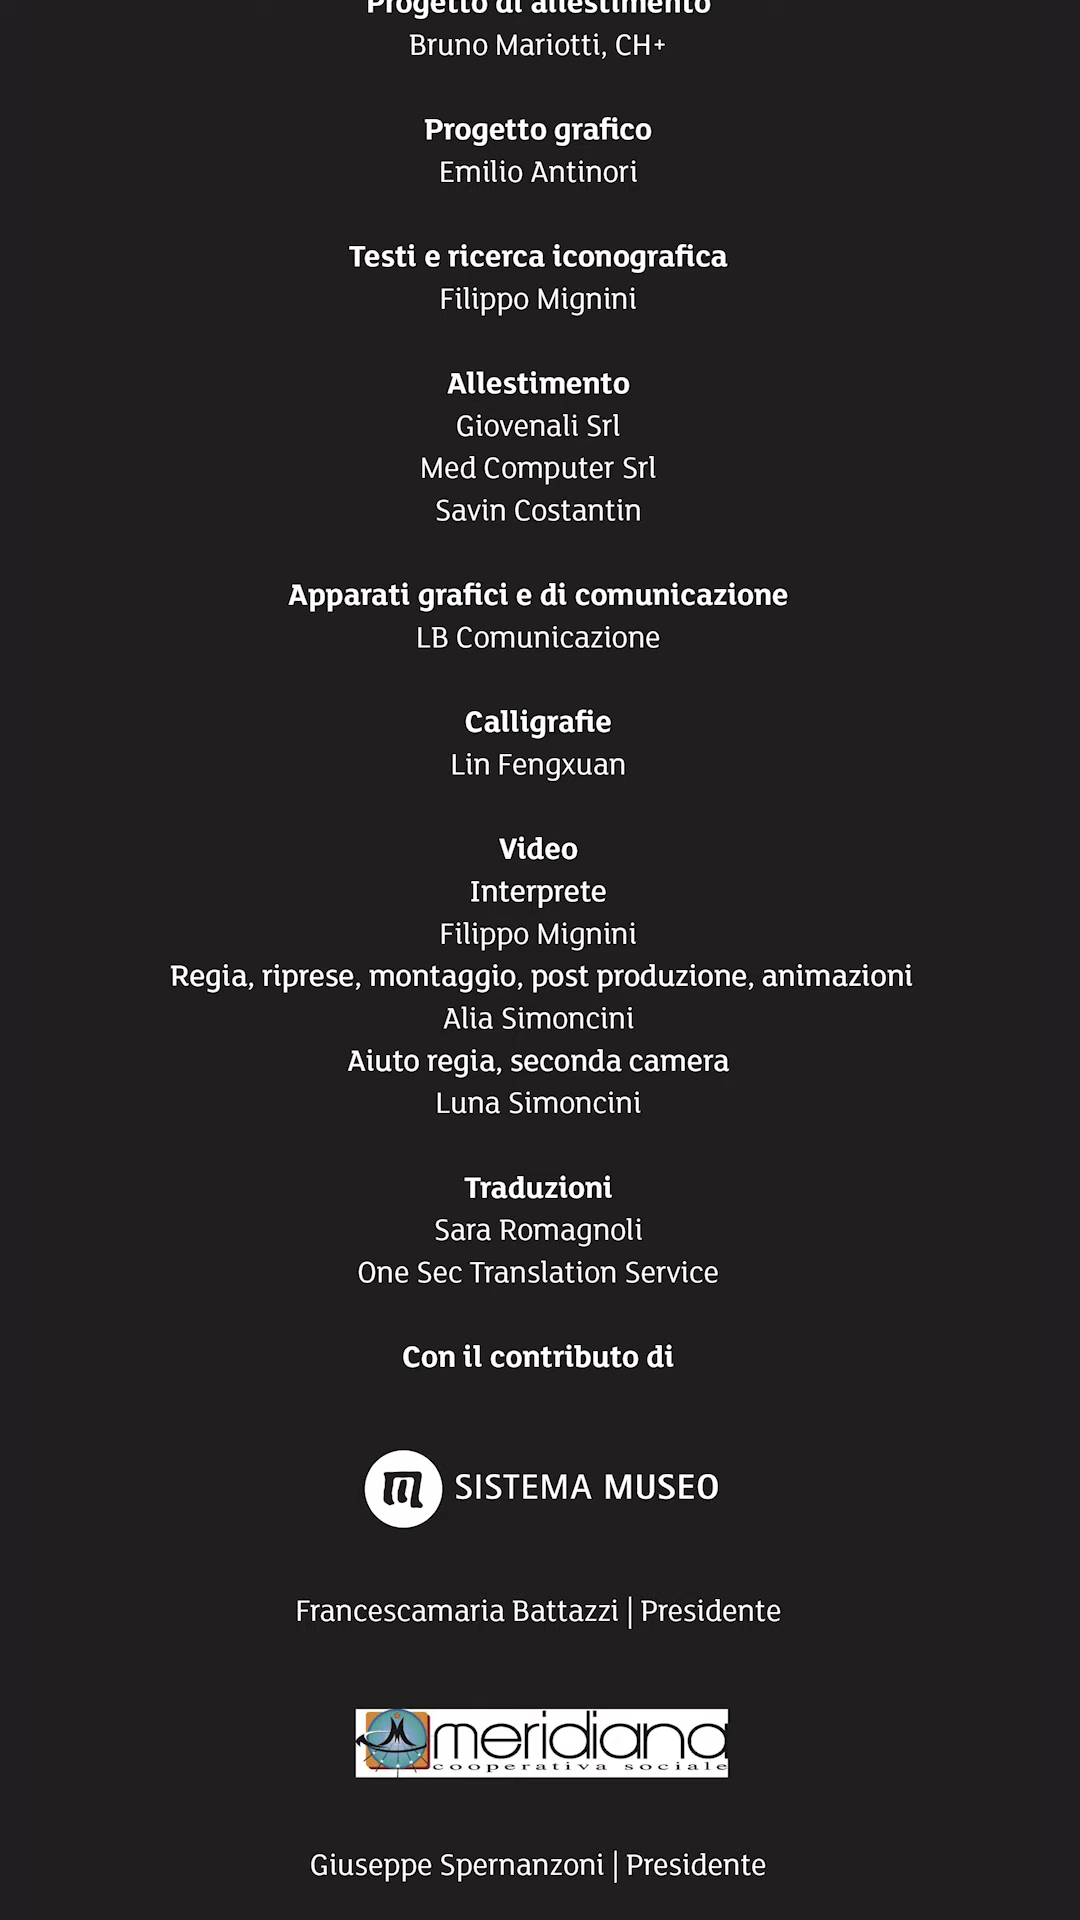 Progetto di allestimento
Bruno Mariotti, CH+
Progetto grafico
Emilio Antinori
Testi e ricerca iconografica
Filippo Mignini
Allestimento
Giovenali Srl
Med Computer Srl
Savin Costantin
Apparati grafici e di comunicazione
LB Comunicazione
Calligrafie
Lin Fengxuan
Video
Interprete
Filippo Mignini
Regia, riprese, montaggio, post produzione, animazioni
Alia Simoncini
Aiuto regia, seconda camera
Luna Simoncini
Traduzioni
Sara Romagnoli
One Sec Translation Service
Con il contributo di
m SISTEMA MUSEO
Francescamaria Battazzi | Presidente
meridiana
cooperativa sociale
Giuseppe Spernanzoni | Presidente